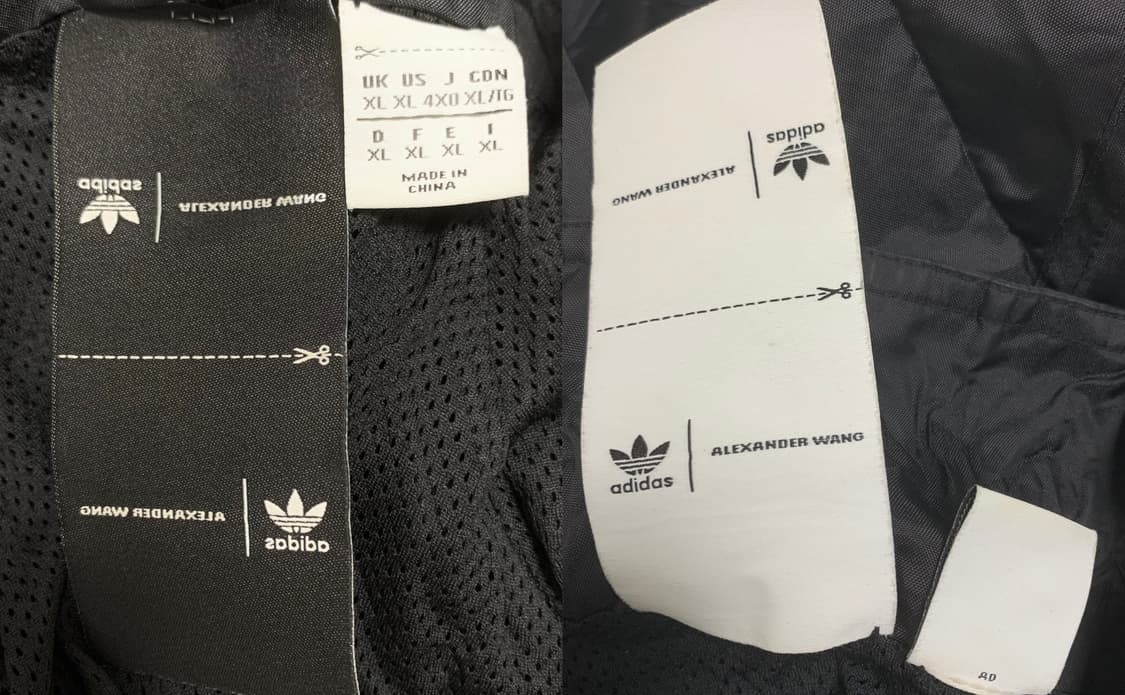 UK US J CDN
XL XL 4XO XL/TG
D F E I
XL XL XL XL
MADE IN
CHINA
adidas | ALEXANDER WANG
ALEXANDER WANG | adidas
ALEXANDER WANG | adidas
adidas | ALEXANDER WANG
AD